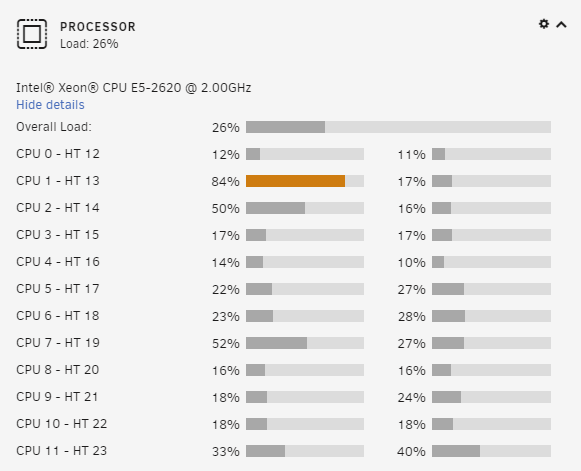 PROCESSOR
Load: 26%
Intel® Xeon® CPU E5-2620 @ 2.00GHz
Hide details
Overall Load: 26%
CPU 0 - HT 12 12% 11%
CPU 1 - HT 13 84% 17%
CPU 2 - HT 14 50% 16%
CPU 3 - HT 15 17% 17%
CPU 4 - HT 16 14% 10%
CPU 5 - HT 17 22% 27%
CPU 6 - HT 18 23% 28%
CPU 7 - HT 19 52% 27%
CPU 8 - HT 20 16% 16%
CPU 9 - HT 21 18% 24%
CPU 10 - HT 22 18% 18%
CPU 11 - HT 23 33% 40%